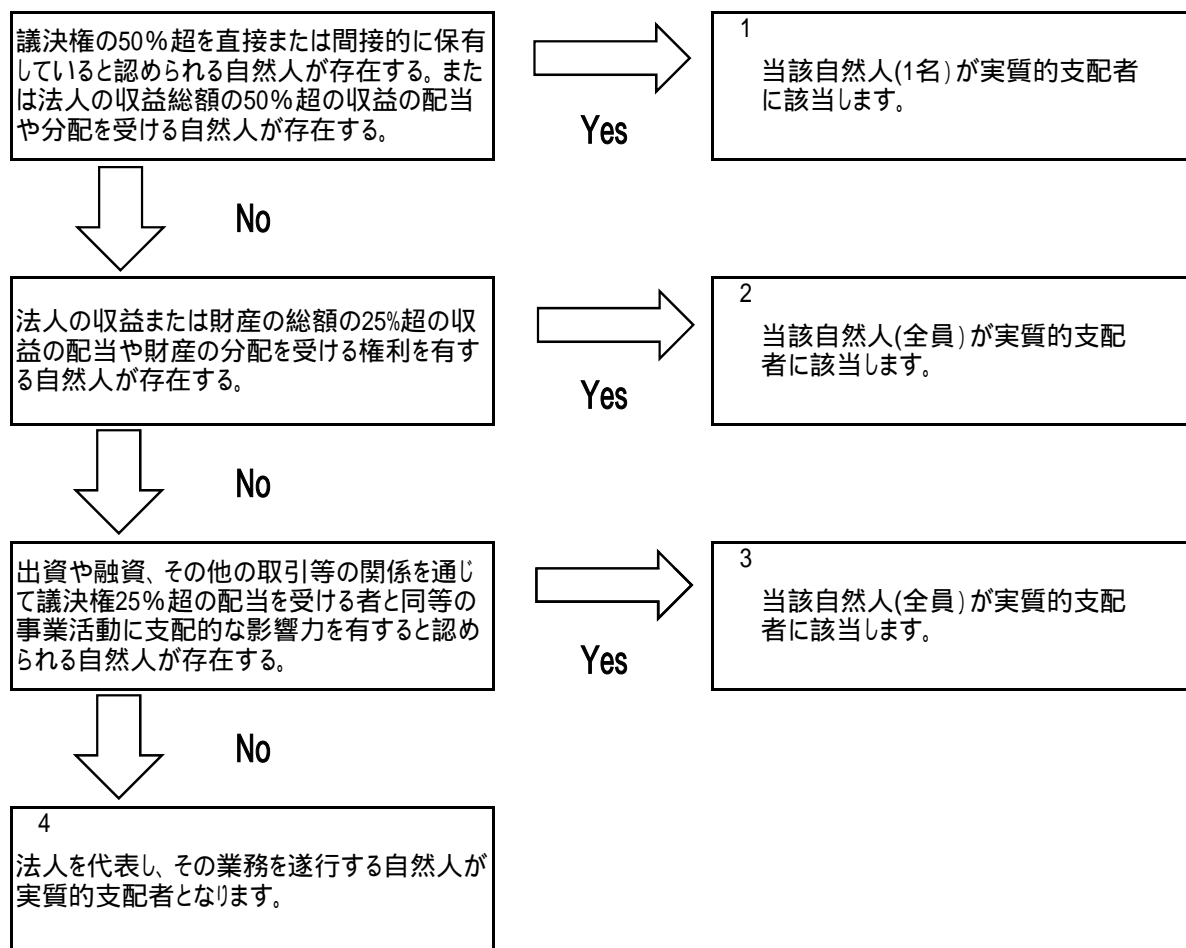 議決権の50％超を直接または間接的に保有
していると認められる自然人が存在する。また
は法人の収益総額の50％超の収益の配当
や分配を受ける自然人が存在する。
Yes
1
当該自然人(1名)が実質的支配者
に該当します。
No
法人の収益または財産の総額の25%超の収
益の配当や財産の分配を受ける権利を有す
る自然人が存在する。
Yes
2
当該自然人(全員)が実質的支配
者に該当します。
No
出資や融資、その他の取引等の関係を通じ
て議決権25％超の配当を受ける者と同等の
事業活動に支配的な影響力を有すると認め
られる自然人が存在する。
Yes
3
当該自然人(全員)が実質的支配
者に該当します。
No
4
法人を代表し、その業務を遂行する自然人が
実質的支配者となります。